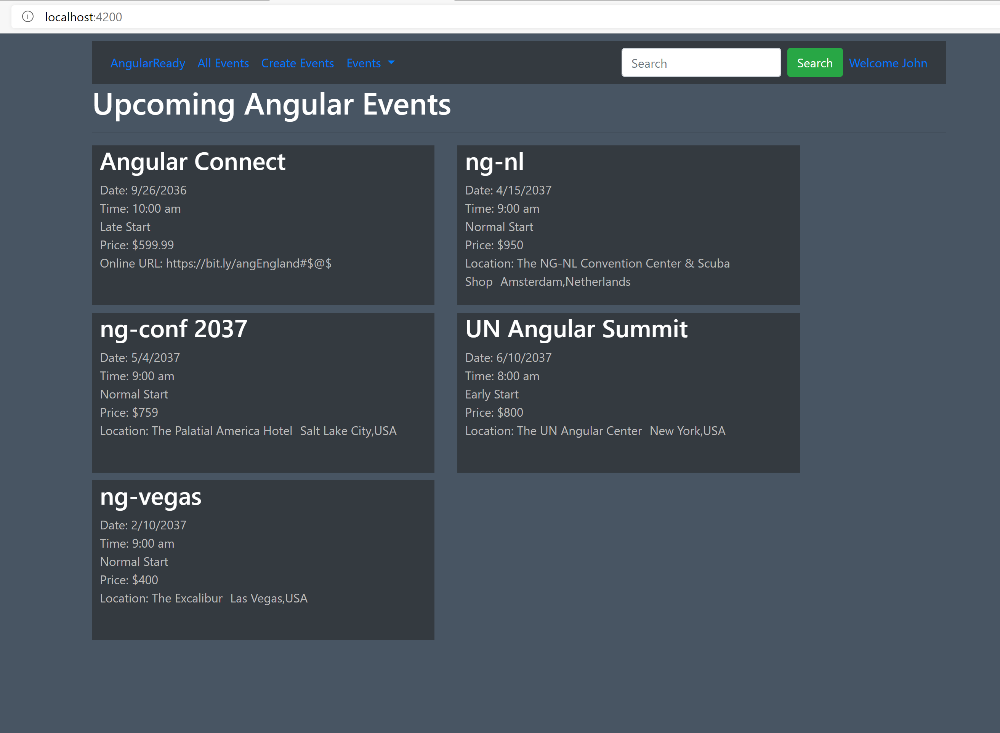 localhost:4200
AngularReady All Events Create Events Events Search Search Welcome John
Upcoming Angular Events
Angular Connect
Date: 9/26/2036
Time: 10:00 am
Late Start
Price: $599.99
Online URL: https://bit.ly/angEngland#$@$
ng-nl
Date: 4/15/2037
Time: 9:00 am
Normal Start
Price: $950
Location: The NG-NL Convention Center & Scuba
Shop Amsterdam,Netherlands
ng-conf 2037
Date: 5/4/2037
Time: 9:00 am
Normal Start
Price: $759
Location: The Palatial America Hotel Salt Lake City,USA
UN Angular Summit
Date: 6/10/2037
Time: 8:00 am
Early Start
Price: $800
Location: The UN Angular Center New York,USA
ng-vegas
Date: 2/10/2037
Time: 9:00 am
Normal Start
Price: $400
Location: The Excalibur Las Vegas,USA